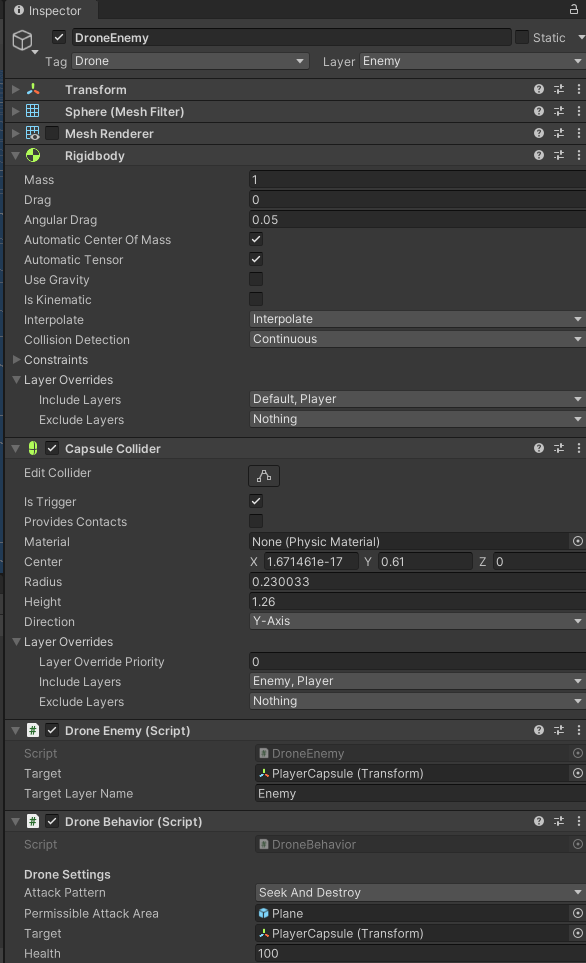 Inspector
DroneEnemy Static
Tag Drone Layer Enemy
Transform
Sphere (Mesh Filter)
Mesh Renderer
Rigidbody
Mass 1
Drag 0
Angular Drag 0.05
Automatic Center Of Mass
Automatic Tensor
Use Gravity
Is Kinematic
Interpolate Interpolate
Collision Detection Continuous
Constraints
Layer Overrides
Include Layers Default, Player
Exclude Layers Nothing
Capsule Collider
Edit Collider
Is Trigger
Provides Contacts
Material None (Physic Material)
Center X 1.671461e-17 Y 0.61 Z 0
Radius 0.230033
Height 1.26
Direction Y-Axis
Layer Overrides
Layer Override Priority 0
Include Layers Enemy, Player
Exclude Layers Nothing
# Drone Enemy (Script)
Script # DroneEnemy
Target PlayerCapsule (Transform)
Target Layer Name Enemy
# Drone Behavior (Script)
Script # DroneBehavior
Drone Settings
Attack Pattern Seek And Destroy
Permissible Attack Area Plane
Target PlayerCapsule (Transform)
Health 100